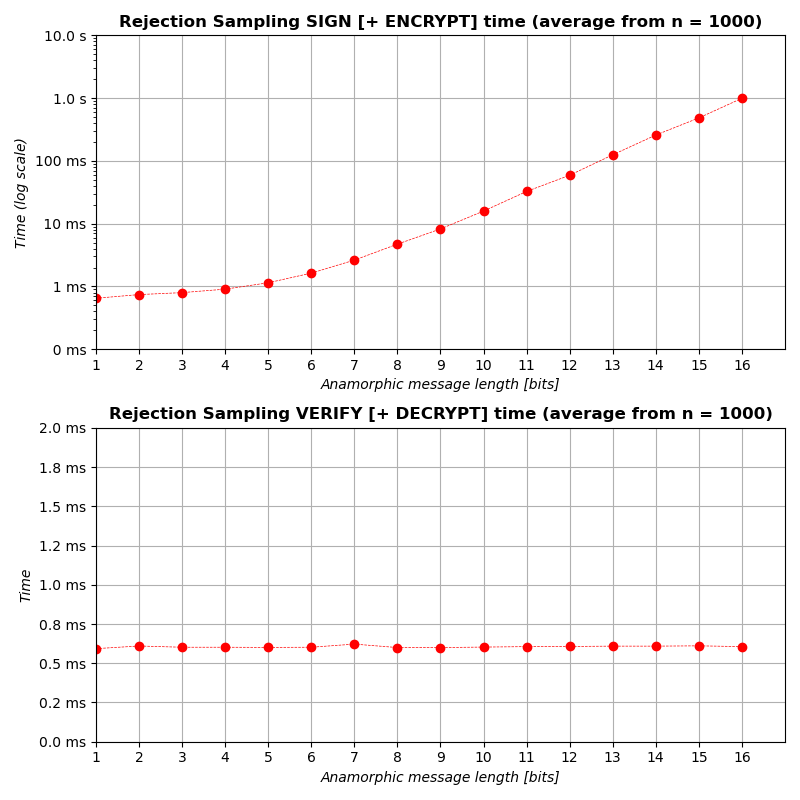 Rejection Sampling SIGN [+ ENCRYPT] time (average from n = 1000)
10.0 s
1.0 s
100 ms
10 ms
1 ms
0 ms
Time (log scale)
1 2 3 4 5 6 7 8 9 10 11 12 13 14 15 16
Anamorphic message length [bits]
Rejection Sampling VERIFY [+ DECRYPT] time (average from n = 1000)
2.0 ms
1.8 ms
1.5 ms
1.2 ms
1.0 ms
0.8 ms
0.5 ms
0.2 ms
0.0 ms
Time
1 2 3 4 5 6 7 8 9 10 11 12 13 14 15 16
Anamorphic message length [bits]